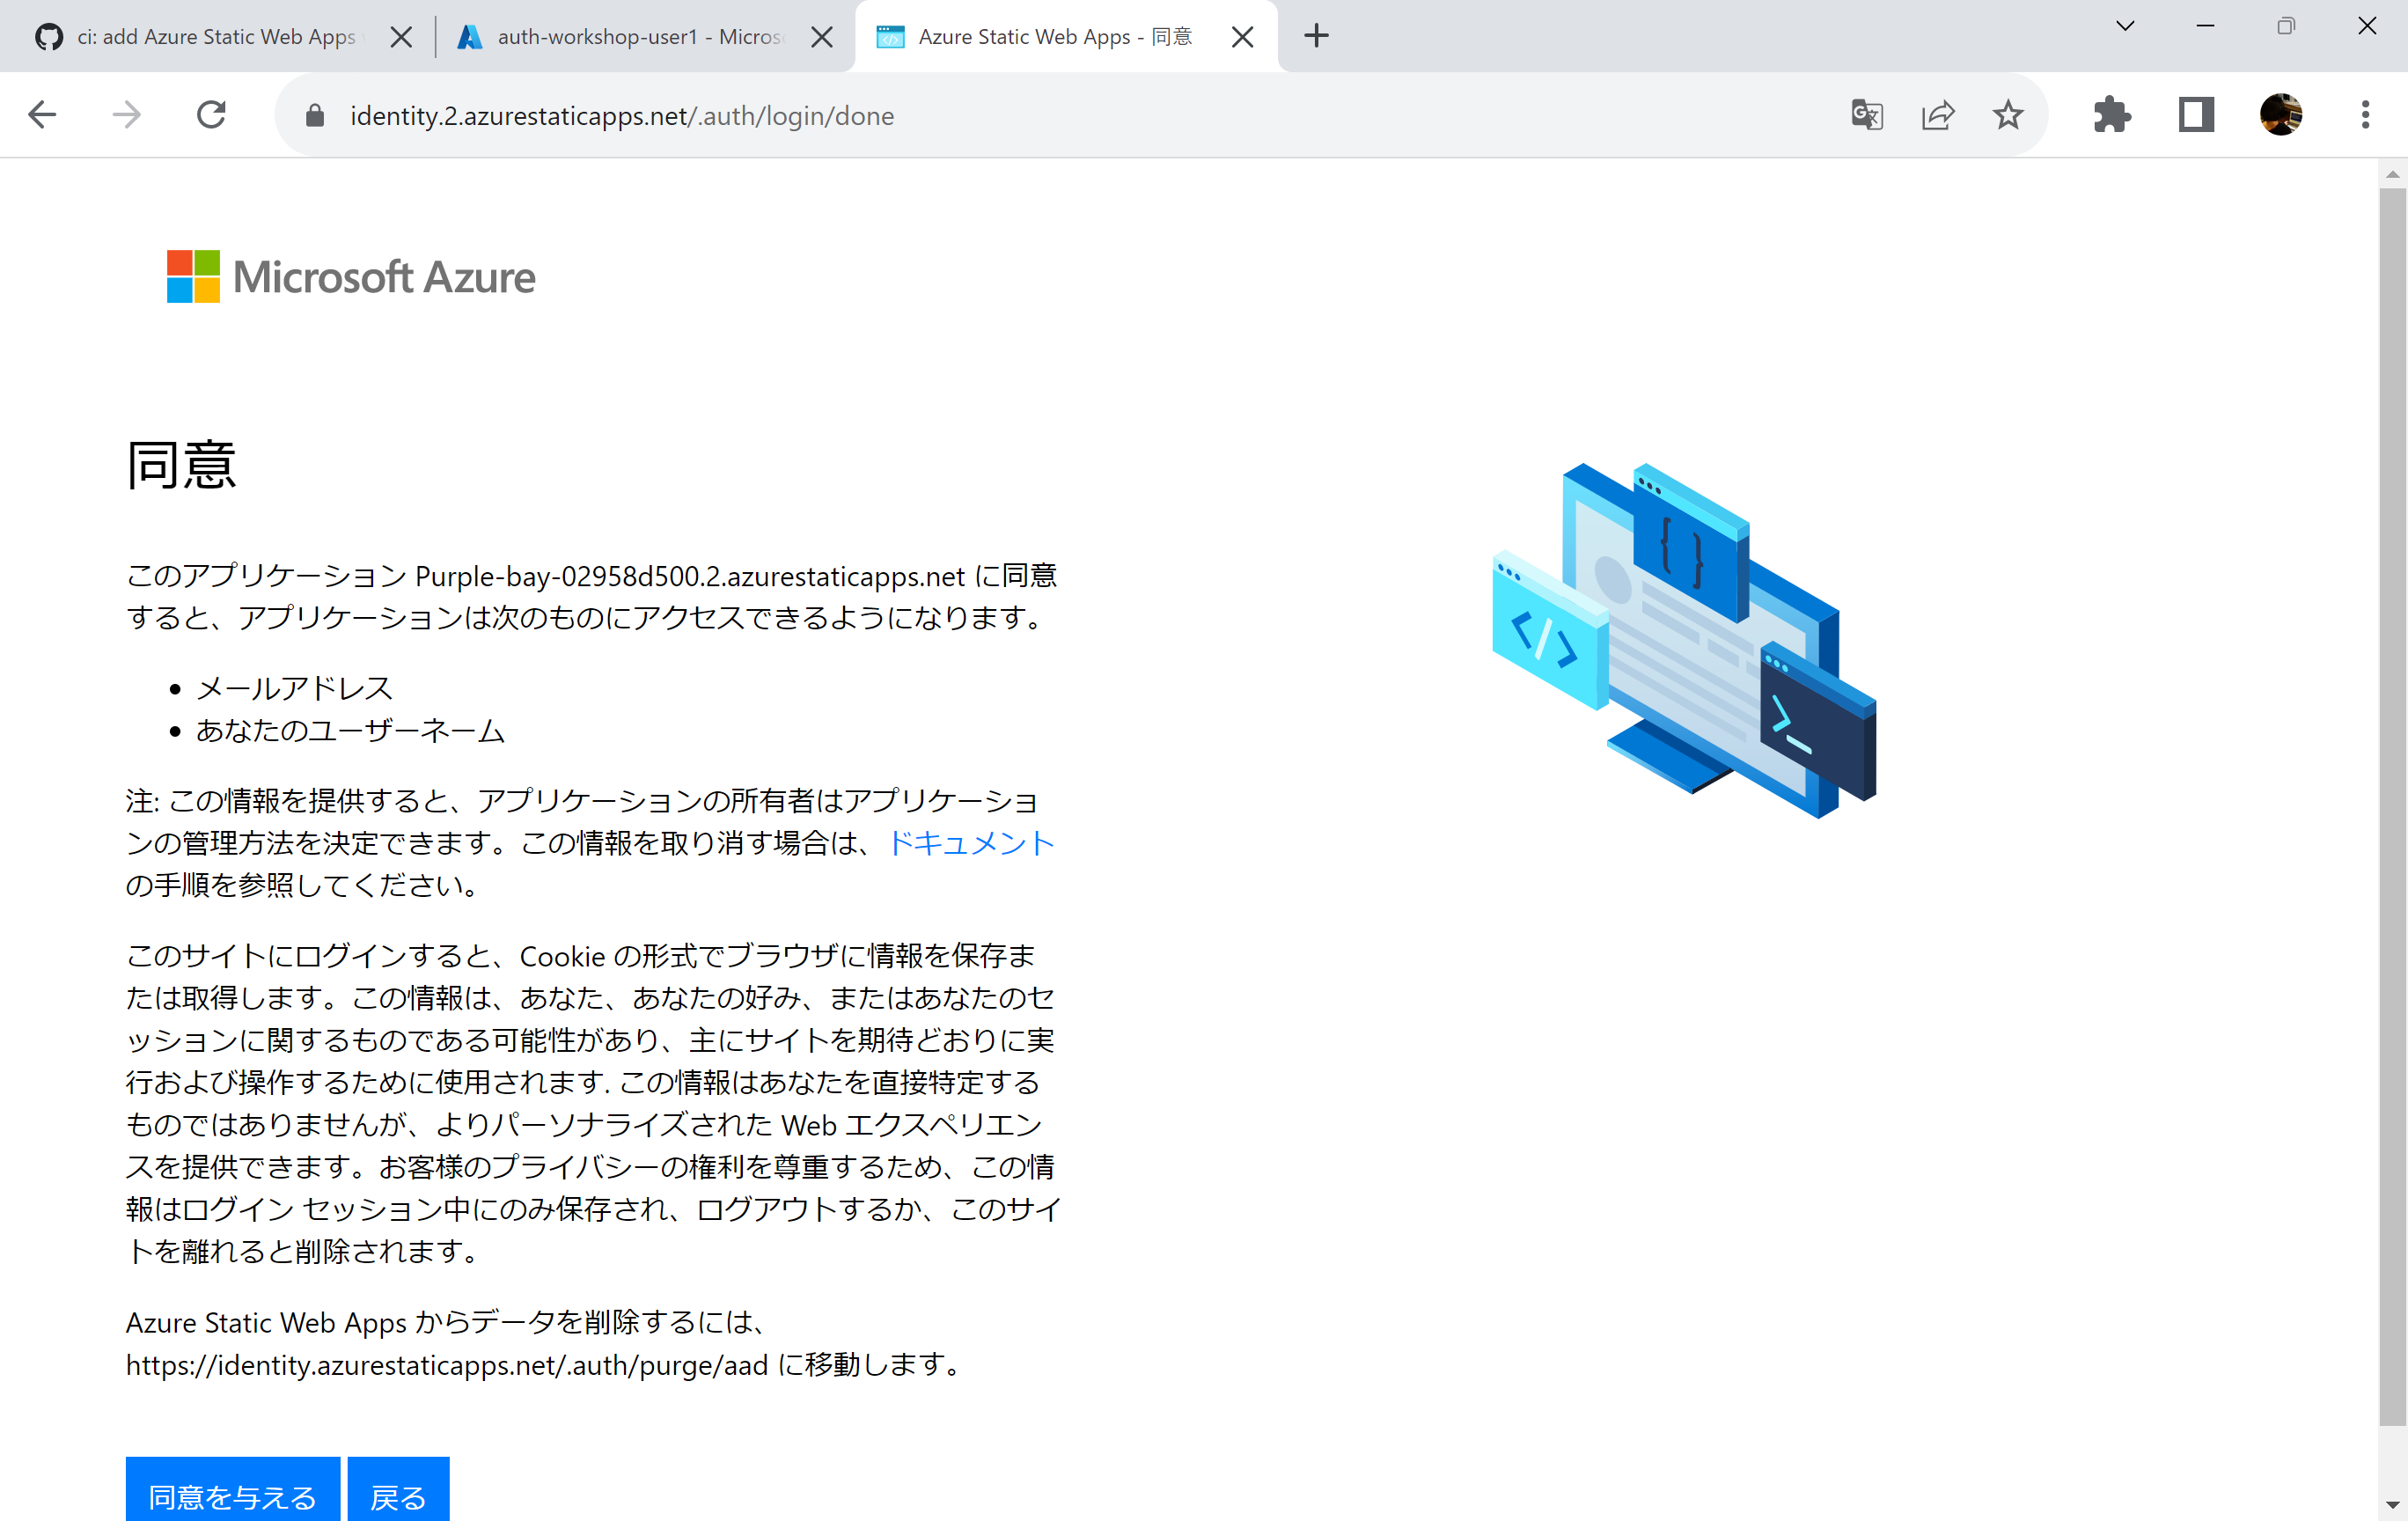 ci: add Azure Static Web Apps
auth-workshop-user1 - Micros
Azure Static Web Apps - 同意
identity.2.azurestaticapps.net/.auth/login/done
Microsoft Azure
同意
このアプリケーション Purple-bay-02958d500.2.azurestaticapps.net に同意
すると、アプリケーションは次のものにアクセスできるようになります。
• メールアドレス
• あなたのユーザーネーム
注: この情報を提供すると、アプリケーションの所有者はアプリケーショ
ンの管理方法を決定できます。この情報を取り消す場合は、ドキュメント
の手順を参照してください。
このサイトにログインすると、Cookie の形式でブラウザに情報を保存ま
たは取得します。この情報は、あなた、あなたの好み、またはあなたのセ
ッションに関するものである可能性があり、主にサイトを期待どおりに実
行および操作するために使用されます. この情報はあなたを直接特定する
ものではありませんが、よりパーソナライズされた Web エクスペリエン
スを提供できます。お客様のプライバシーの権利を尊重するため、この情
報はログイン セッション中にのみ保存され、ログアウトするか、このサイ
トを離れると削除されます。
Azure Static Web Apps からデータを削除するには、
https://identity.azurestaticapps.net/.auth/purge/aad に移動します。
同意を与える 戻る